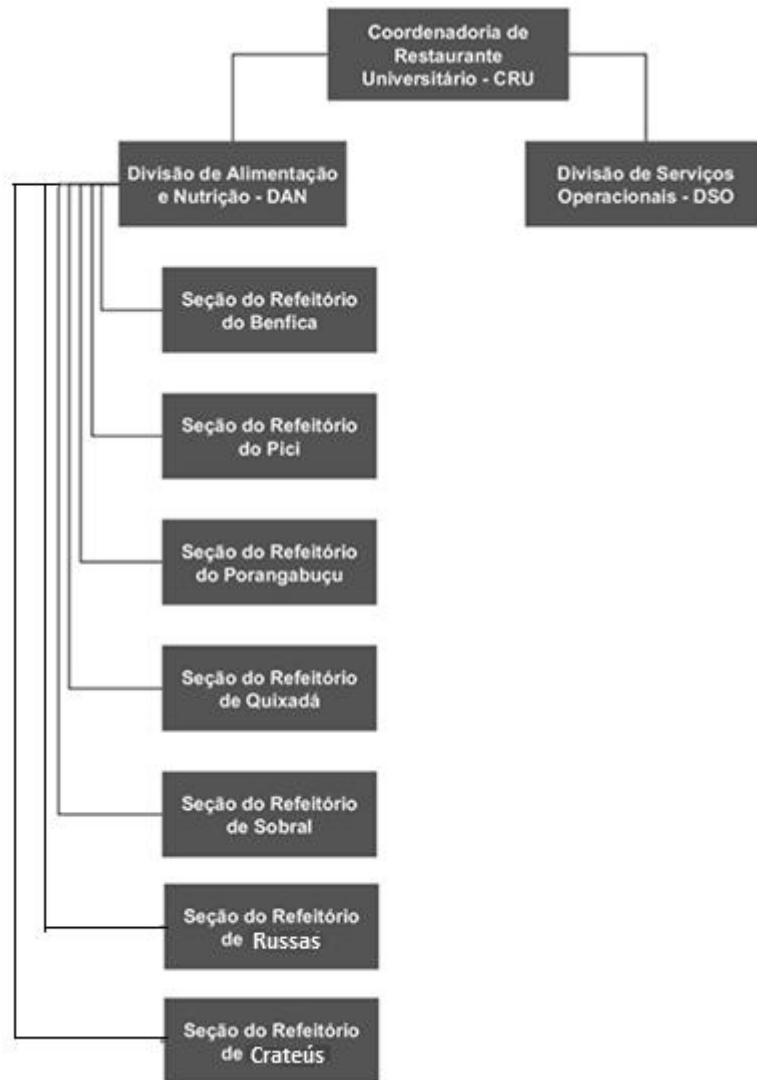 Coordenadoria de
Restaurante
Universitário - CRU
Divisão de Alimentação
e Nutrição - DAN
Divisão de Serviços
Operacionais - DSO
Seção do Refeitório
do Benfica
Seção do Refeitório
do Pici
Seção do Refeitório
do Porangabuçu
Seção do Refeitório
de Quixadá
Seção do Refeitório
de Sobral
Seção do Refeitório
de Russas
Seção do Refeitório
de Crateús